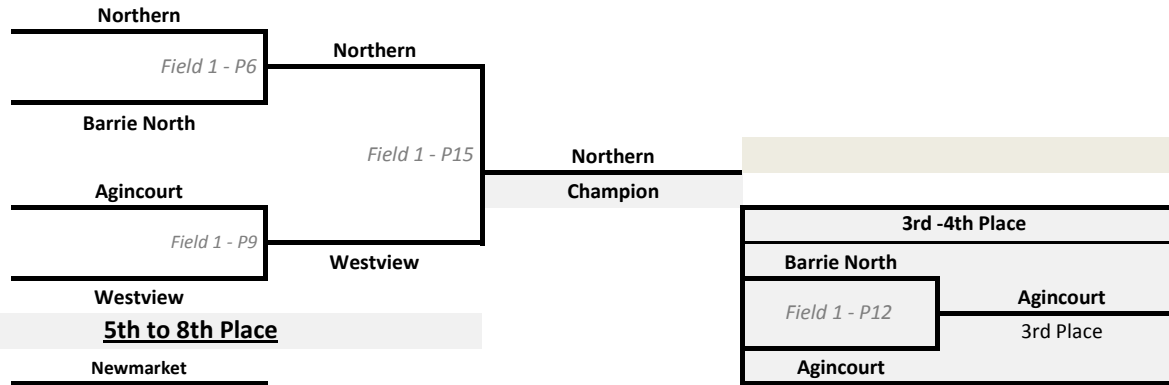 Northern
Field 1 - P6
Northern
Barrie North
Field 1 - P15
Northern
Champion
Agincourt
Field 1 - P9
Westview
Westview
3rd -4th Place
Barrie North
Field 1 - P12
Agincourt
3rd Place
Agincourt
5th to 8th Place
Newmarket